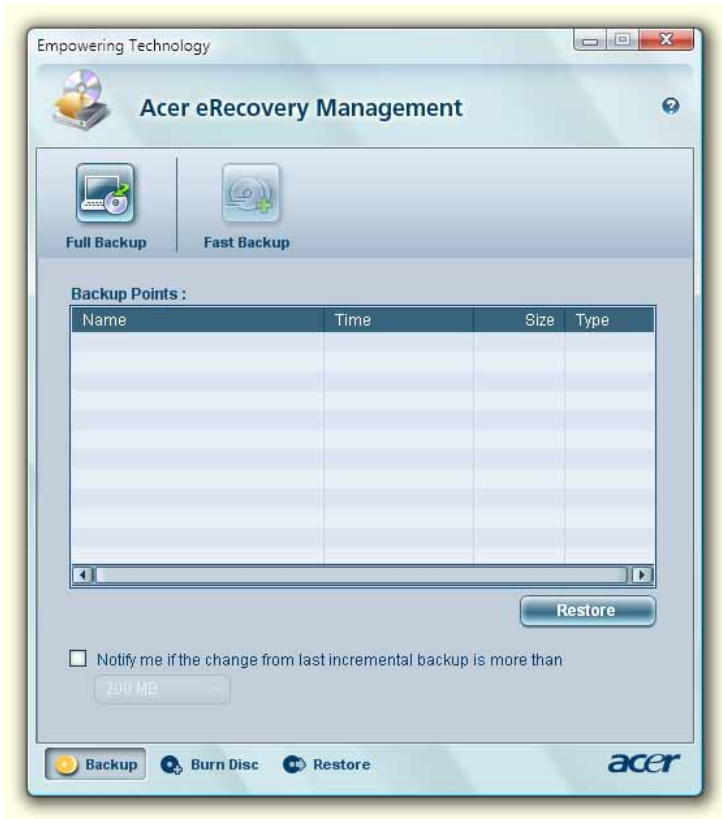 Empowering Technology
Acer eRecovery Management
Full Backup
Fast Backup
Backup Points :
Name Time Size Type
Restore
Notify me if the change from last incremental backup is more than
200 MB
Backup Burn Disc Restore
acer